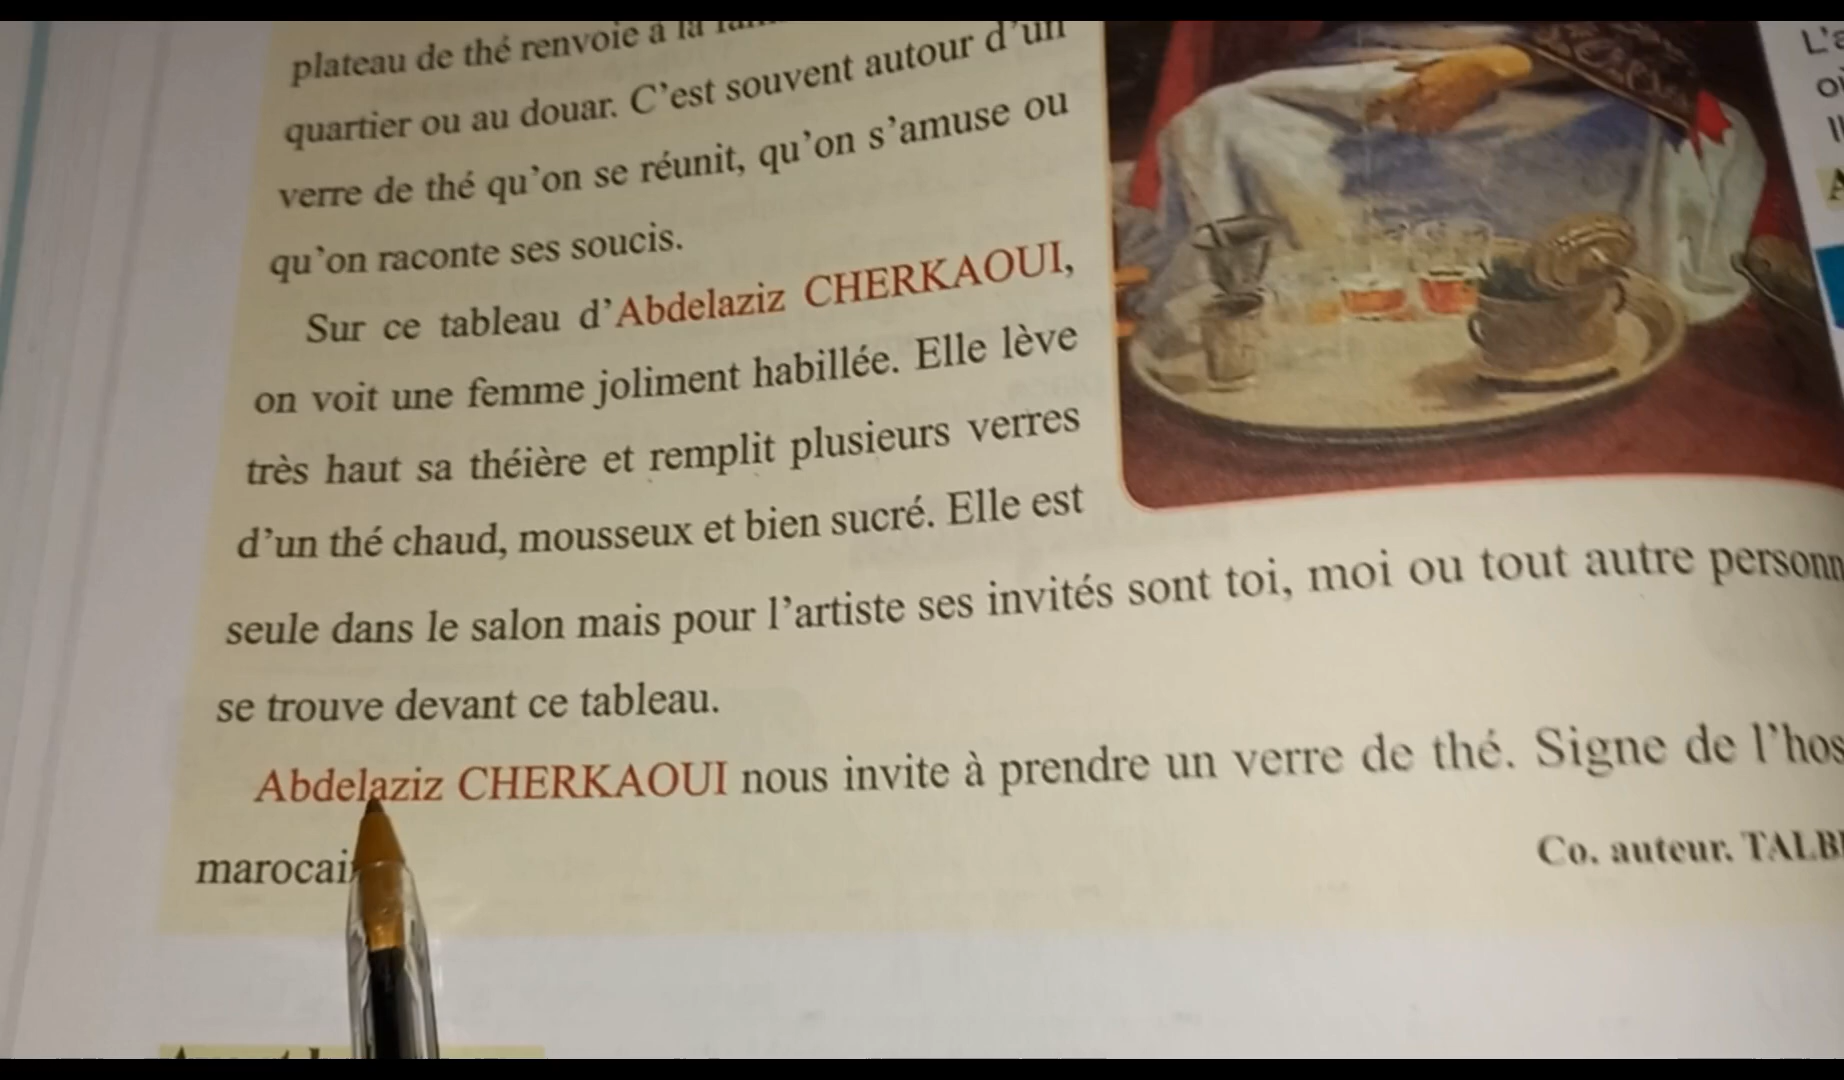 plateau de thé renvoie à la
quartier ou au douar. C'est souvent autour d'un
verre de thé qu'on se réunit, qu'on s'amuse ou
qu'on raconte ses soucis.
Sur ce tableau d'Abdelaziz CHERKAOUI,
on voit une femme joliment habillée. Elle lève
très haut sa théière et remplit plusieurs verres
d'un thé chaud, mousseux et bien sucré. Elle est
seule dans le salon mais pour l'artiste ses invités sont toi, moi ou tout autre personn
se trouve devant ce tableau.
Abdelaziz CHERKAOUI nous invite à prendre un verre de thé. Signe de l'hos
marocai
Co. auteur. TALB
L'a